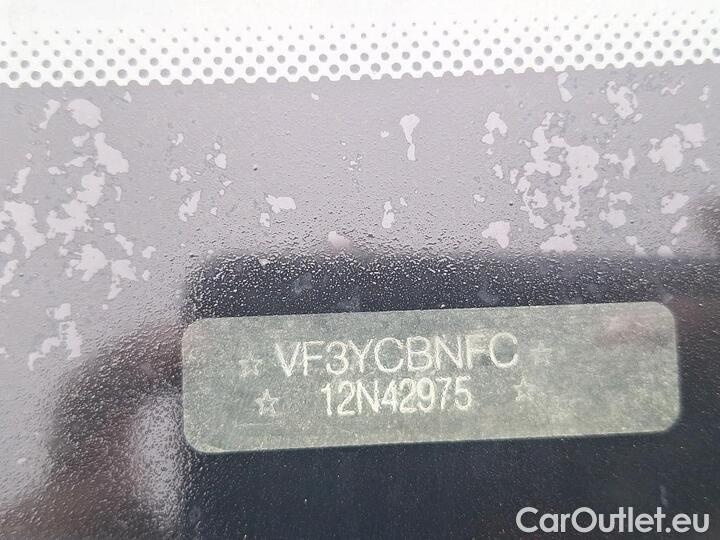 ☆ VF3YCBNFC ☆
☆ 12N42975 ☆
CarOutlet.eu